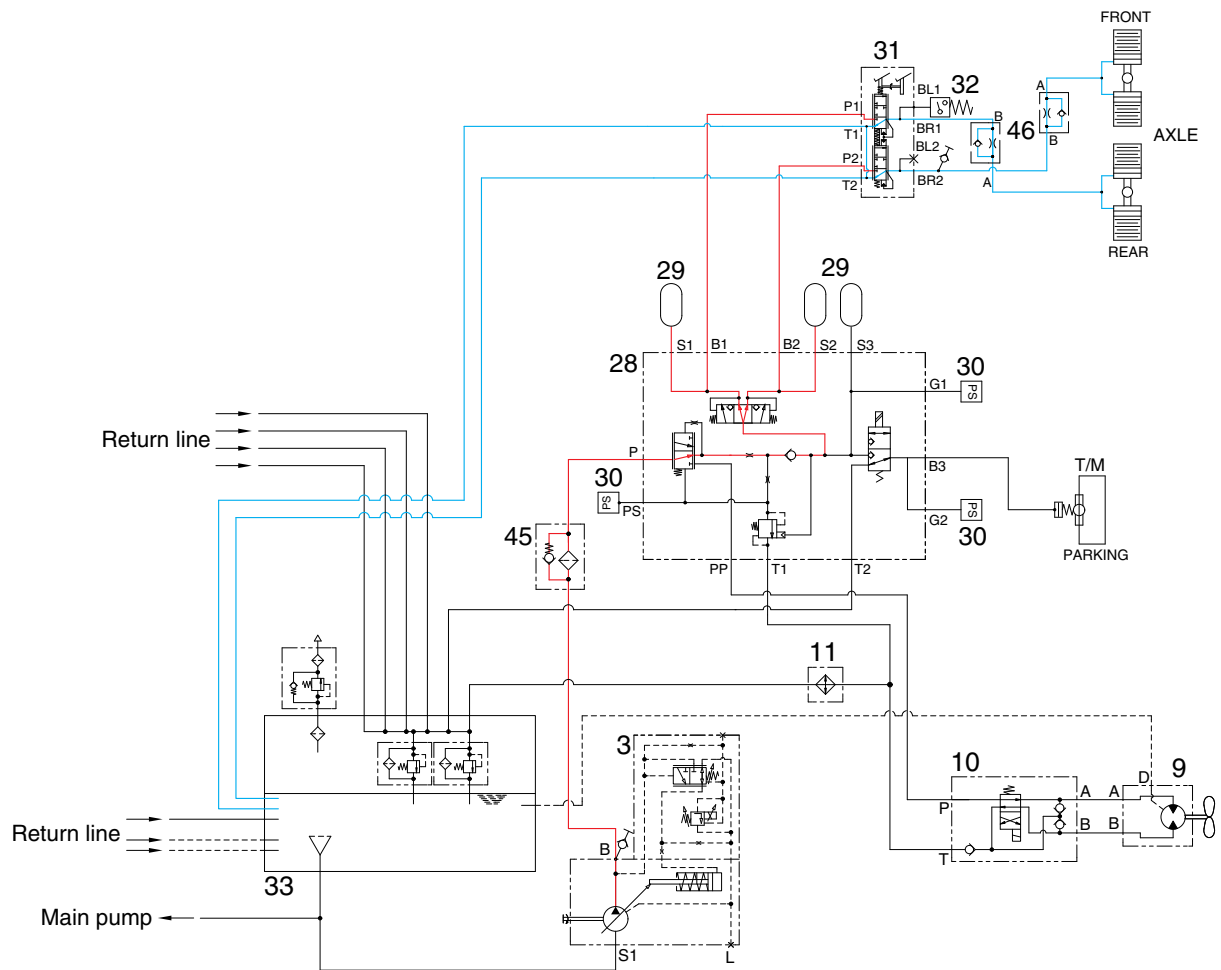 FRONT
31
32
BL1
A
P1
B
46
T1
BR1
AXLE
BL2
B
P2
T2
BR2
A
REAR
29
29
S1
B1
B2
S2
S3
28
30
G1
PS
Return line
P
B3
T/M
30
PS
PS
PS
G2
30
45
PARKING
PP
T1
T2
11
3
10
D
9
A
A
P
B
B
Return line
B
T
33
Main pump
S1
L